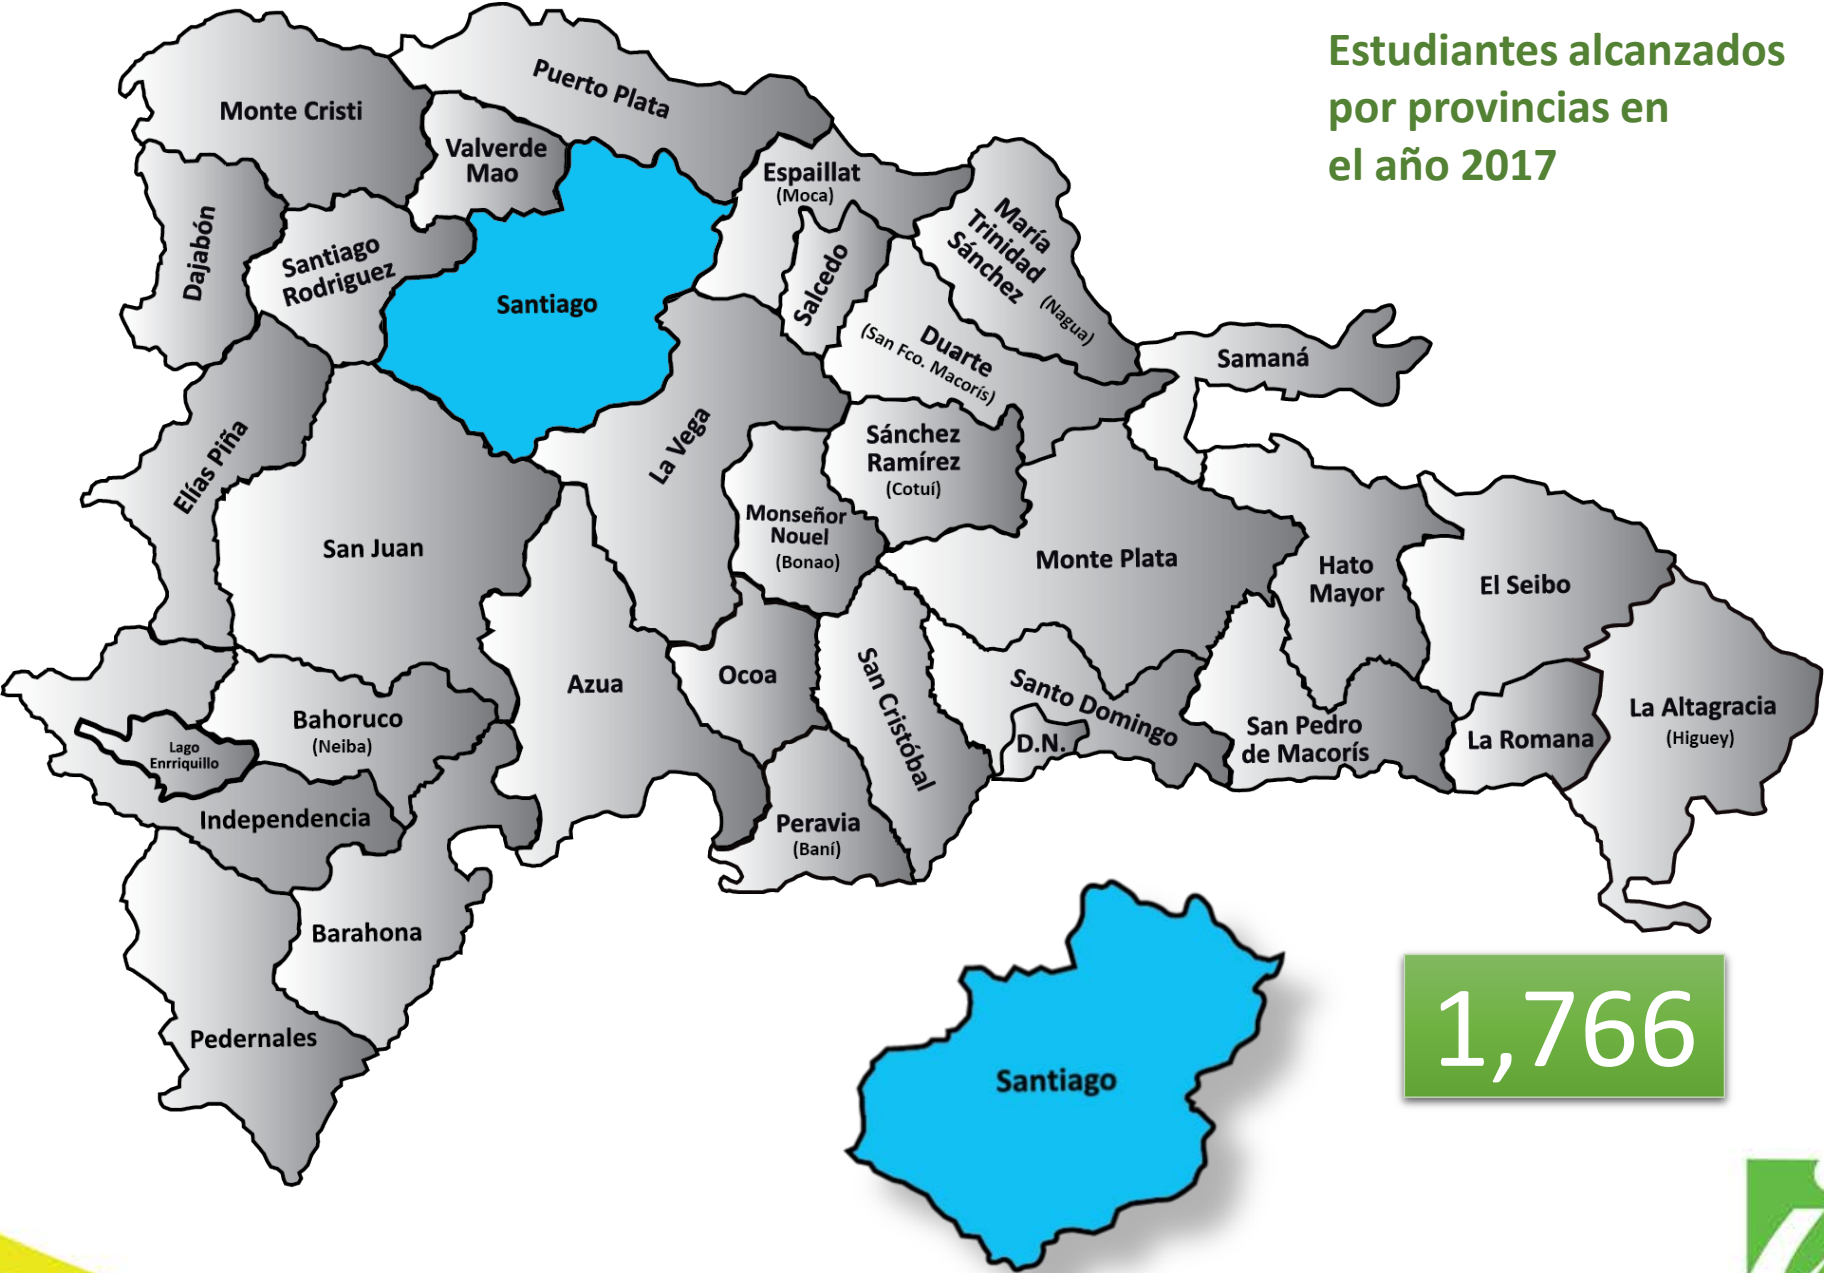 Estudiantes alcanzados
por provincias en
el año 2017
Puerto Plata
Monte Cristi
Valverde
Mao
Espaillat
(Moca)
Dajabón
Santiago
Rodriguez
Santiago
Salcedo
María
Trinidad
Sánchez
(Nagua)
Duarte
(San Fco. Macorís)
Samaná
Elías Piña
La Vega
Sánchez
Ramírez
(Cotuí)
San Juan
Monseñor
Nouel
(Bonao)
Monte Plata
Hato
Mayor
El Seibo
Azua
Ocoa
San Cristóbal
Santo Domingo
D.N.
San Pedro
de Macorís
La Romana
La Altagracia
(Higuey)
Bahoruco
(Neiba)
Lago
Enrriquillo
Independencia
Peravia
(Baní)
Barahona
Pedernales
Santiago
1,766